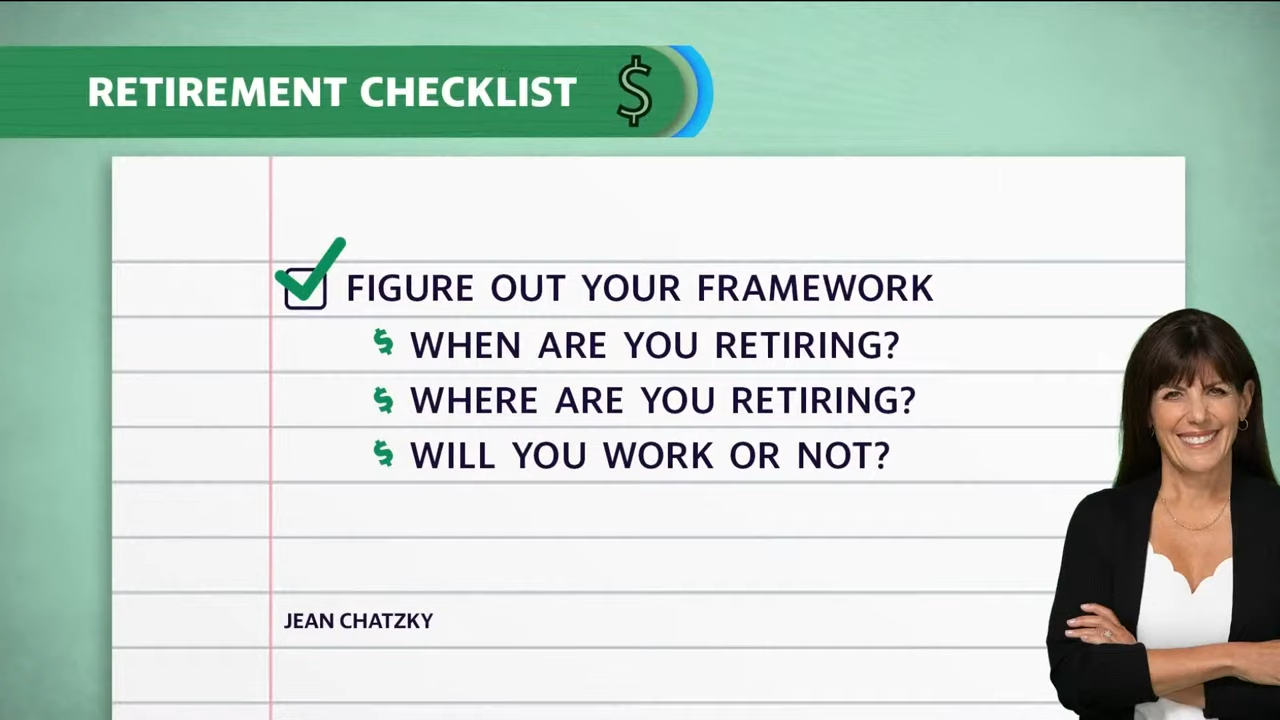 RETIREMENT CHECKLIST $
FIGURE OUT YOUR FRAMEWORK
$ WHEN ARE YOU RETIRING?
$ WHERE ARE YOU RETIRING?
$ WILL YOU WORK OR NOT?
JEAN CHATZKY